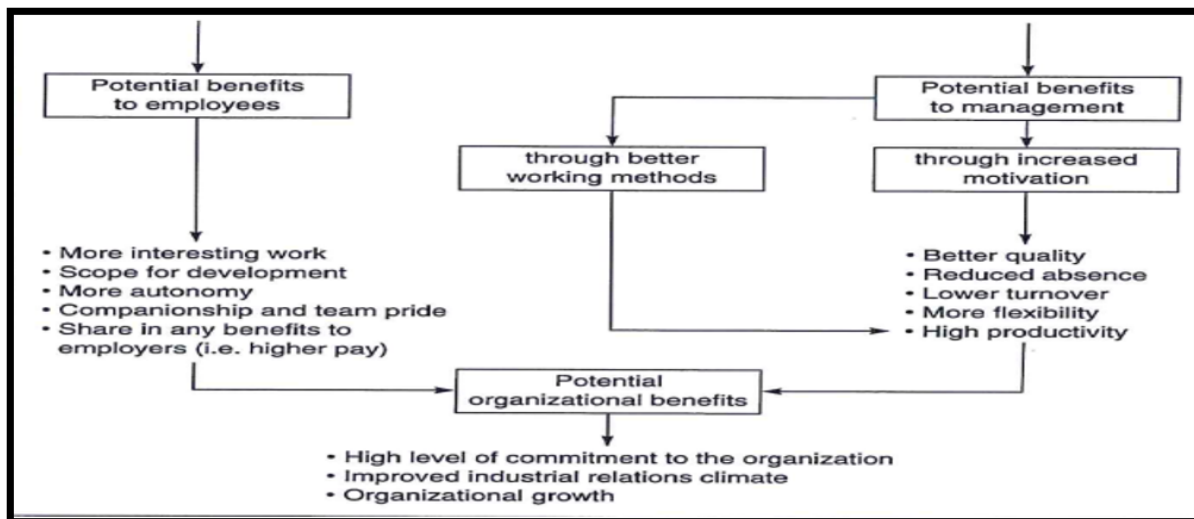 Potential benefits
to employees
Potential benefits
to management
through better
working methods
through increased
motivation
• More interesting work
• Scope for development
• More autonomy
• Companionship and team pride
• Share in any benefits to
employers (i.e. higher pay)
• Better quality
• Reduced absence
• Lower turnover
• More flexibility
• High productivity
Potential
organizational benefits
• High level of commitment to the organization
• Improved industrial relations climate
• Organizational growth